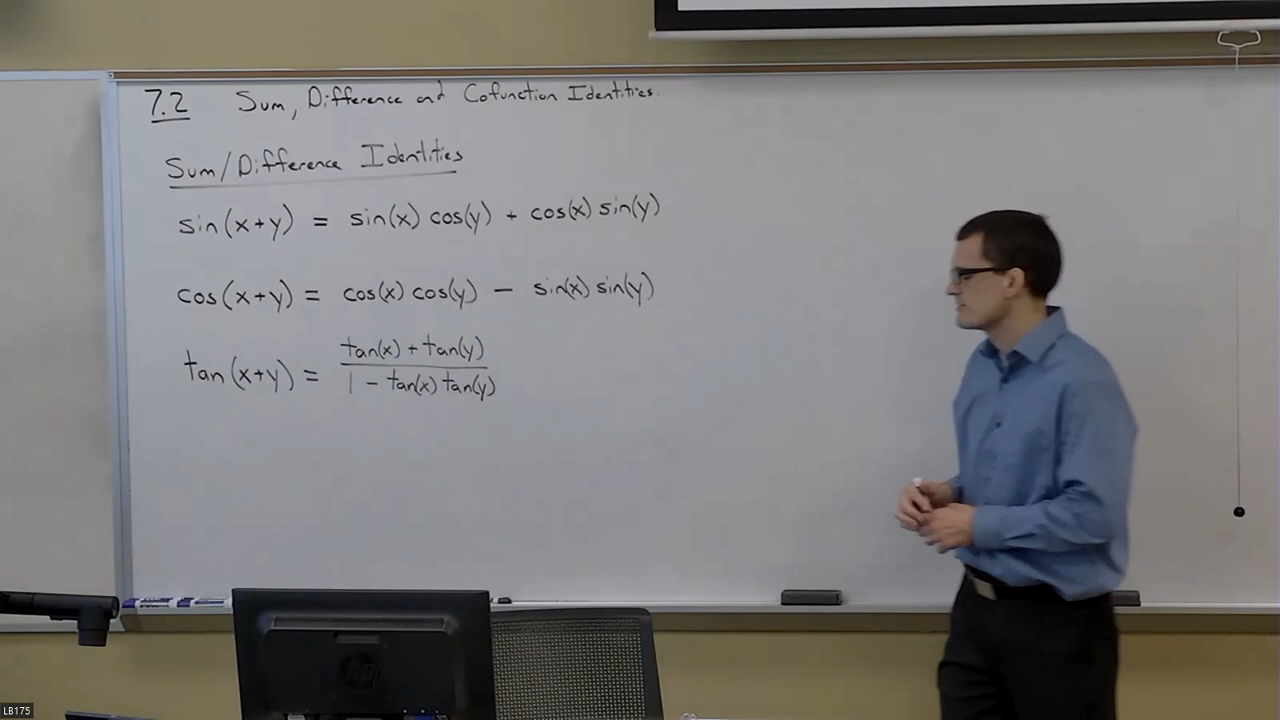 7.2 Sum, Difference and Cofunction Identities.
Sum/Difference Identities
sin(x+y) = sin(x) cos(y) + cos(x) sin(y)
cos(x+y) = cos(x) cos(y) − sin(x) sin(y)
tan(x+y) = tan(x) + tan(y)
1 − tan(x) tan(y)
hp
LB175